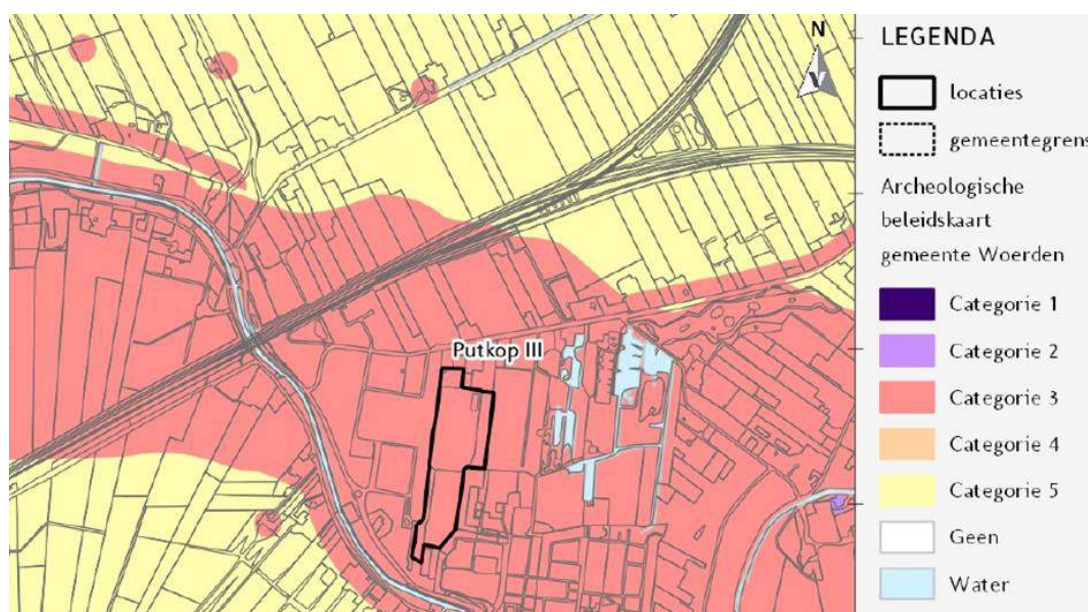 Putkop III
N
LEGENDA
locaties
gemeentegrens
Archeologische
beleidskaart
gemeente Woerden
Categorie 1
Categorie 2
Categorie 3
Categorie 4
Categorie 5
Geen
Water